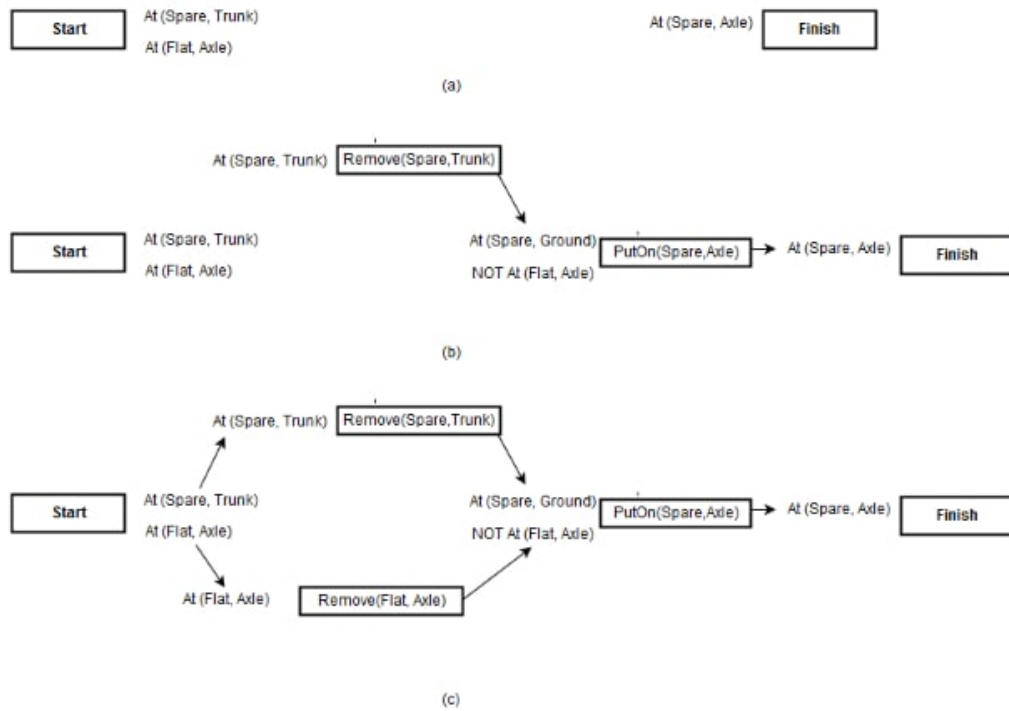 Start
At (Spare, Trunk)
At (Flat, Axle)
At (Spare, Axle)
Finish
(a)
At (Spare, Trunk)
Remove(Spare,Trunk)
Start
At (Spare, Trunk)
At (Flat, Axle)
At (Spare, Ground)
NOT At (Flat, Axle)
PutOn(Spare,Axle)
At (Spare, Axle)
Finish
(b)
At (Spare, Trunk)
Remove(Spare,Trunk)
Start
At (Spare, Trunk)
At (Flat, Axle)
At (Spare, Ground)
NOT At (Flat, Axle)
PutOn(Spare,Axle)
At (Spare, Axle)
Finish
At (Flat, Axle)
Remove(Flat, Axle)
(c)